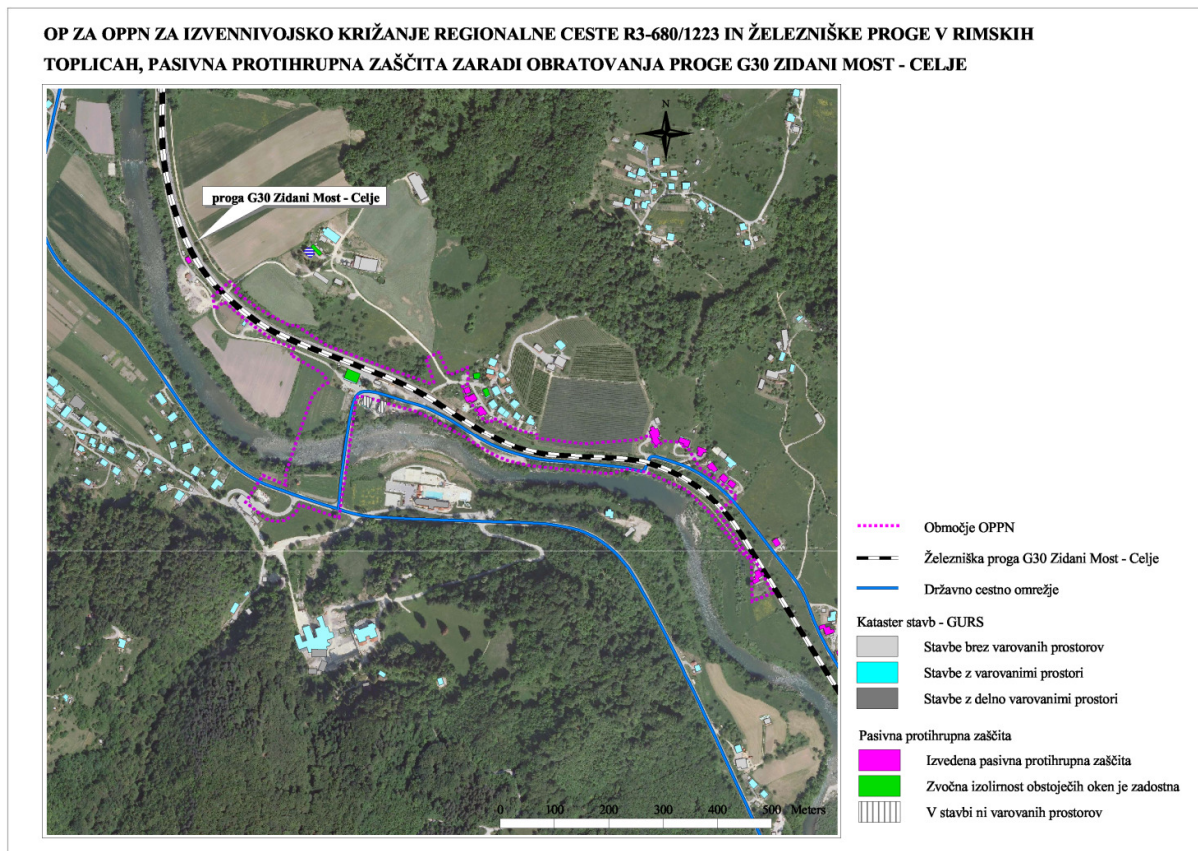 OP ZA OPPN ZA IZVENNIVOJSKO KRIŽANJE REGIONALNE CESTE R3-680/1223 IN ŽELEZNIŠKE PROGE V RIMSKIH
TOPLICAH, PASIVNA PROTIHRUPNA ZAŠČITA ZARADI OBRATOVANJA PROGE G30 ZIDANI MOST - CELJE
N
proga G30 Zidani Most - Celje
Območje OPPN
Železniška proga G30 Zidani Most - Celje
Državno cestno omrežje
Kataster stavb - GURS
Stavbe brez varovanih prostorov
Stavbe z varovanimi prostori
Stavbe z delno varovanimi prostori
Pasivna protihrupna zaščita
Izvedena pasivna protihrupna zaščita
Zvočna izolirnost obstoječih oken je zadostna
V stavbi ni varovanih prostorov
0 100 200 300 400 500 Meters